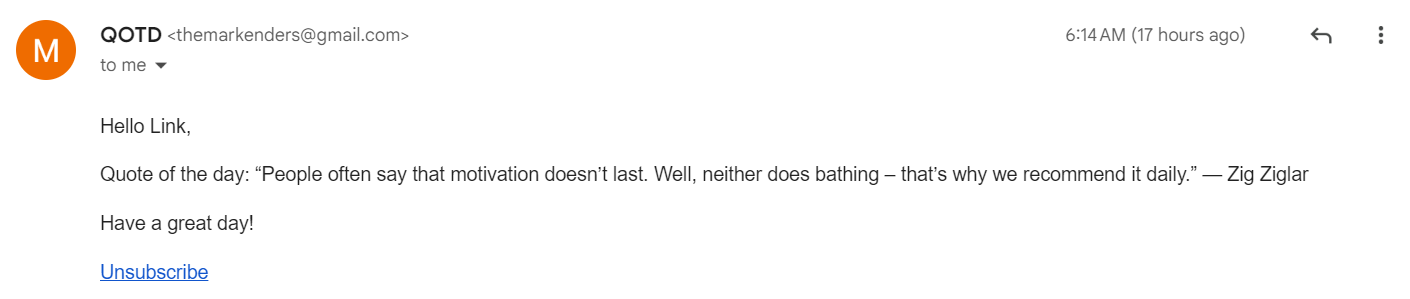 M
QOTD <themarkenders@gmail.com>
6:14 AM (17 hours ago)
to me
Hello Link,
Quote of the day: “People often say that motivation doesn’t last. Well, neither does bathing – that’s why we recommend it daily.” — Zig Ziglar
Have a great day!
Unsubscribe